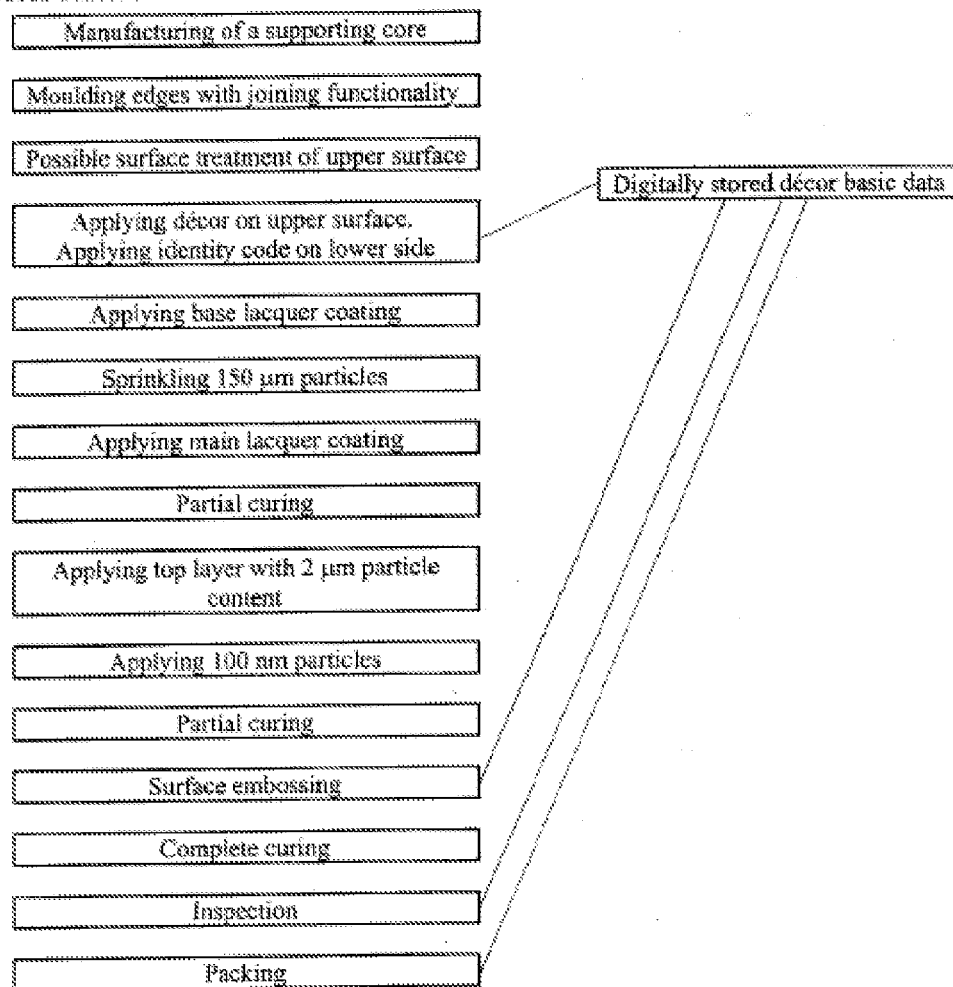 Manufacturing of a supporting core
Moulding edges with joining functionality
Possible surface treatment of upper surface
Digitally stored décor basic data
Applying décor on upper surface.
Applying identity code on lower side
Applying base lacquer coating
Sprinkling 150 µm particles
Applying main lacquer coating
Partial curing
Applying top layer with 2 µm particle
content
Applying 100 nm particles
Partial curing
Surface embossing
Complete curing
Inspection
Packing